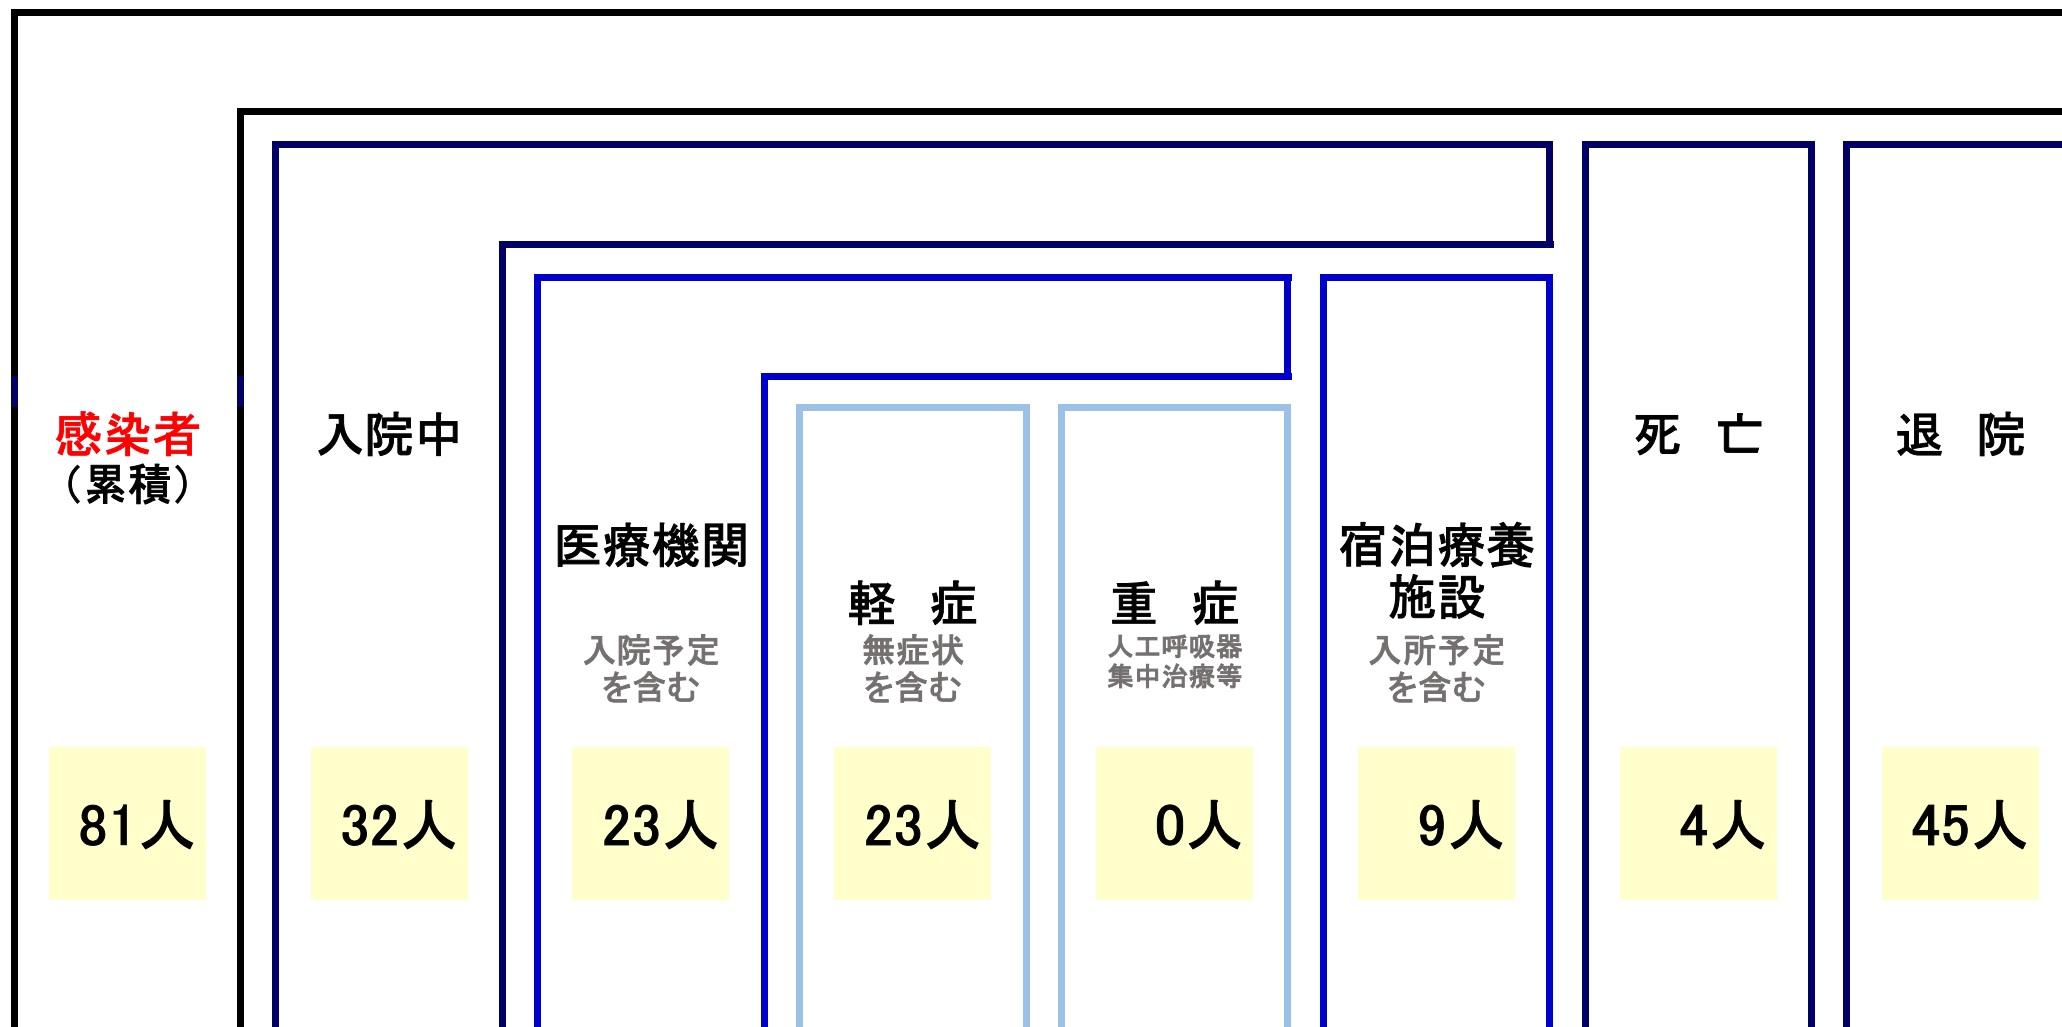 感染者
（累積）
81人
入院中
32人
医療機関
入院予定
を含む
23人
軽 症
無症状
を含む
23人
重 症
人工呼吸器
集中治療等
0人
宿泊療養
施設
入所予定
を含む
9人
死 亡
4人
退 院
45人